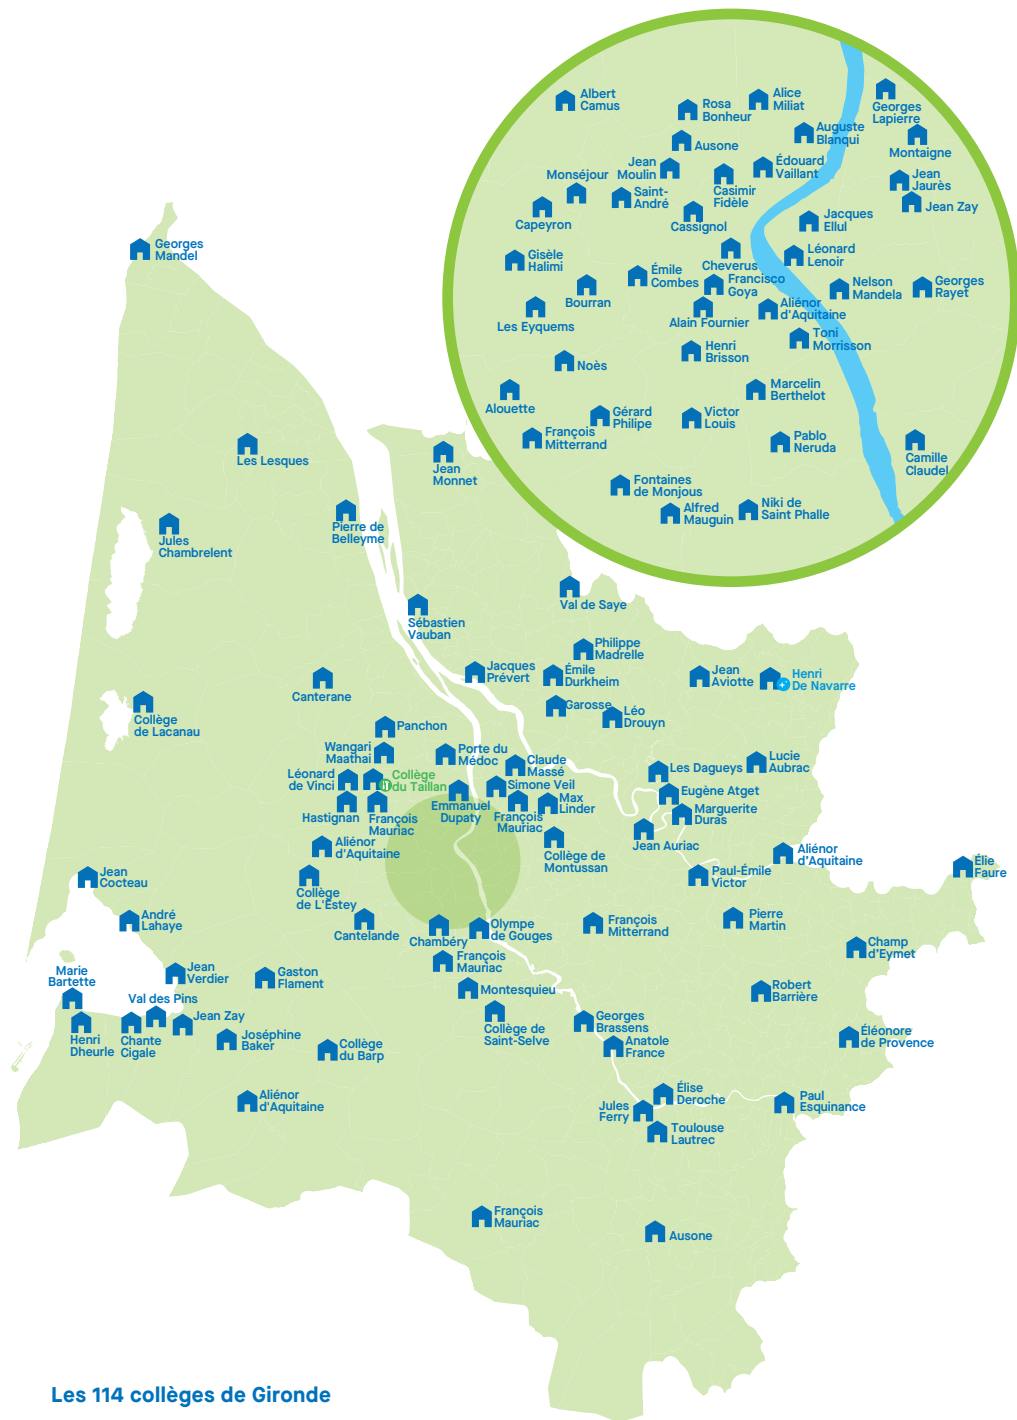 Albert
Camus
Rosa
Bonheur
Alice
Miliat
Georges
Lapierre
Auguste
Blanqui
Montaigne
Ausone
Jean
Moulin
Édouard
Vaillant
Monséjour
Saint-
André
Casimir
Fidèle
Jean
Jaurès
Jean Zay
Capeyron
Cassignol
Jacques
Ellul
Gisèle
Halimi
Léonard
Lenoir
Cheverus
Émile
Combes
Francisco
Goya
Nelson
Mandela
Georges
Rayet
Bourran
Les Eyquems
Alain Fournier
Aliénor
d'Aquitaine
Toni
Morrisson
Henri
Brisson
Noès
Alouette
Marcelin
Berthelot
Gérard
Philipe
Victor
Louis
François
Mitterrand
Pablo
Neruda
Camille
Claudel
Fontaines
de Monjous
Alfred
Mauguin
Niki de
Saint Phalle
Georges
Mandel
Les Lesques
Jean
Monnet
Jules
Chambrelent
Pierre de
Belleyme
Val de Saye
Sébastien
Vauban
Philippe
Madrelle
Jacques
Prévert
Émile
Durkheim
Jean
Aviotte
Henri
De Navarre
Canterane
Garosse
Léo
Drouyn
Collège
de Lacanau
Panchon
Wangari
Maathai
Porte du
Médoc
Claude
Massé
Les Dagueys
Lucie
Aubrac
Léonard
de Vinci
Collège
du Taillan
Simone Veil
Eugène Atget
Hastignan
François
Mauriac
Emmanuel
Dupaty
François
Mauriac
Max
Linder
Marguerite
Duras
Aliénor
d'Aquitaine
Collège de
Montussan
Jean Auriac
Aliénor
d'Aquitaine
Élie
Faure
Jean
Cocteau
Collège
de L'Estey
Paul-Émile
Victor
André
Lahaye
Cantelande
Chambéry
Olympe
de Gouges
François
Mitterrand
Pierre
Martin
Champ
d'Eymet
Marie
Bartette
Jean
Verdier
Gaston
Flament
François
Mauriac
Montesquieu
Robert
Barrière
Val des Pins
Jean Zay
Henri
Dheurle
Chante
Cigale
Joséphine
Baker
Collège
du Barp
Collège de
Saint-Selve
Georges
Brassens
Anatole
France
Éléonore
de Provence
Aliénor
d'Aquitaine
Élise
Deroche
Jules
Ferry
Paul
Esquinance
Toulouse
Lautrec
François
Mauriac
Ausone
Les 114 collèges de Gironde